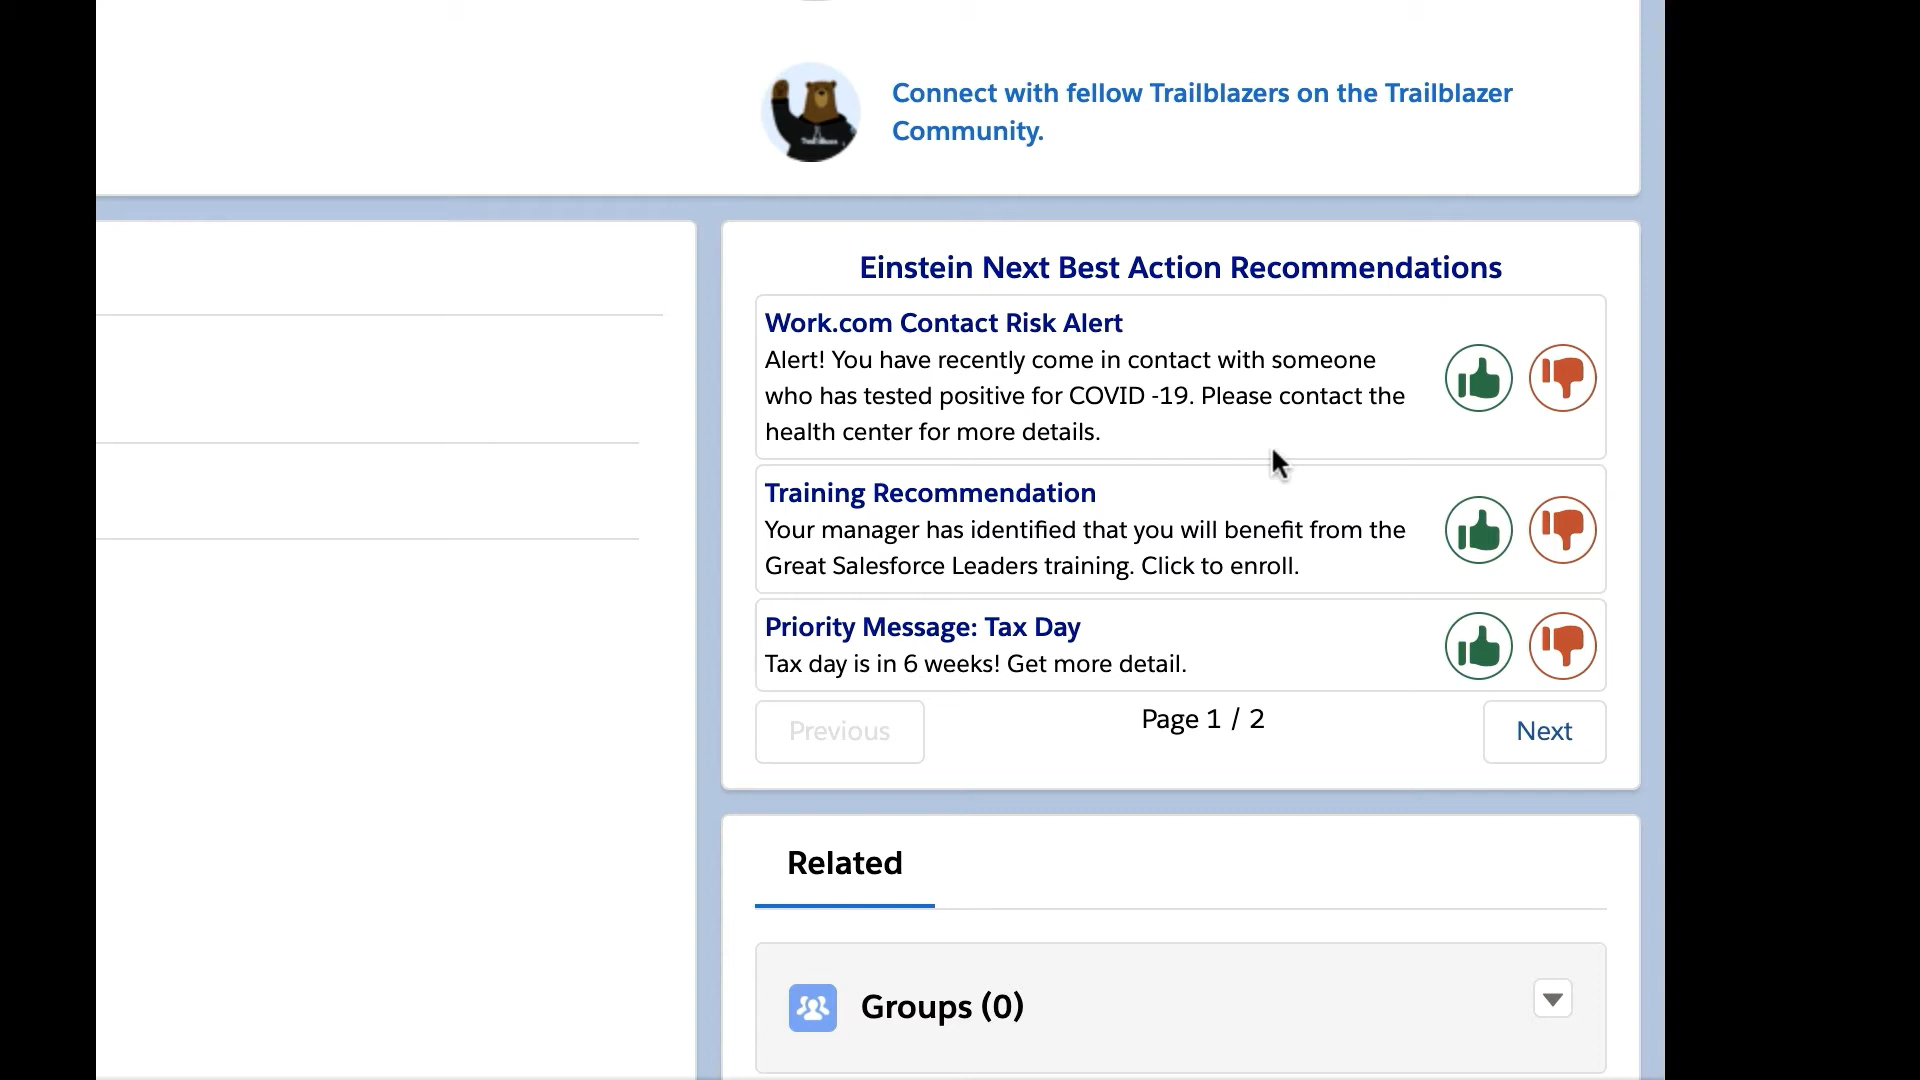 Connect with fellow Trailblazers on the Trailblazer
Community.
Einstein Next Best Action Recommendations
Work.com Contact Risk Alert
Alert! You have recently come in contact with someone
who has tested positive for COVID -19. Please contact the
health center for more details.
Training Recommendation
Your manager has identified that you will benefit from the
Great Salesforce Leaders training. Click to enroll.
Priority Message: Tax Day
Tax day is in 6 weeks! Get more detail.
Previous
Page 1 / 2
Next
Related
Groups (0)